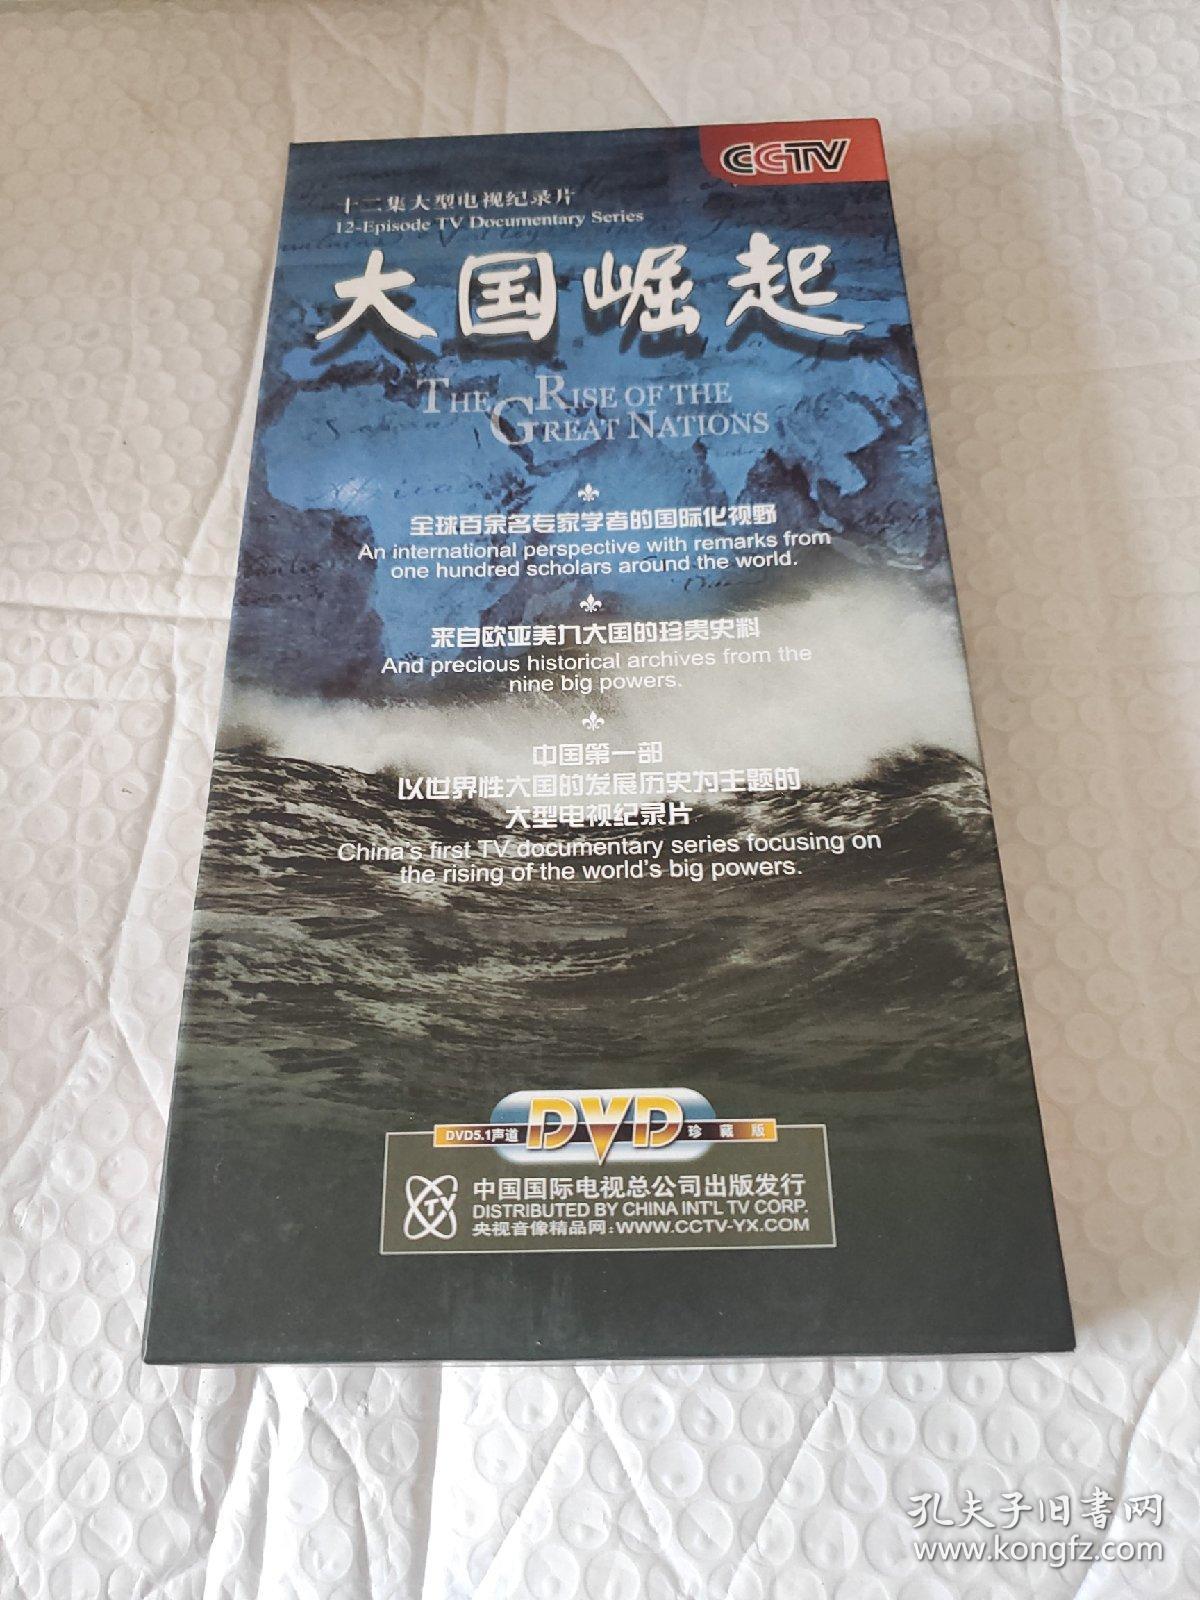 CCTV
十二集大型电视纪录片
12-Episode TV Documentary Series
大国崛起
THE RISE OF THE
GREAT NATIONS
全球百余名专家学者的国际化视野
An international perspective with remarks from
one hundred scholars around the world.
来自欧亚美九大国的珍贵史料
And precious historical archives from the
nine big powers.
中国第一部
以世界性大国的发展历史为主题的
大型电视纪录片
China's first TV documentary series focusing on
the rising of the world's big powers.
DVD5.1声道 DVD 珍藏版
TV
中国国际电视总公司出版发行
DISTRIBUTED BY CHINA INT'L TV CORP.
央视音像精品网:WWW.CCTV-YX.COM
孔夫子旧书网
www.kongfz.com